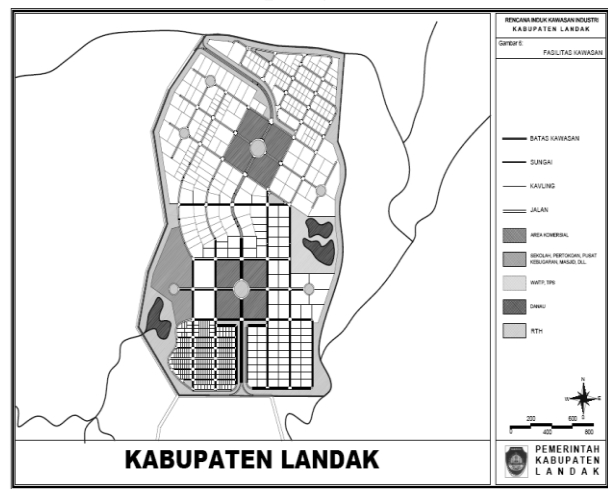 RENCANA INDUK KAWASAN INDUSTRI
KABUPATEN LANDAK
Gambar 6:
FASILITAS KAWASAN
BATAS KAWASAN
SUNGAI
KAVLING
JALAN
AREA KOMERSIAL
SEKOLAH, PERTOKOAN, PUSAT
KEBUGARAN, MASJID, DLL.
WWTP, TPS
DANAU
RTH
N
W E
S
200 600
0 400 800
PEMERINTAH
KABUPATEN
LANDAK
KABUPATEN LANDAK